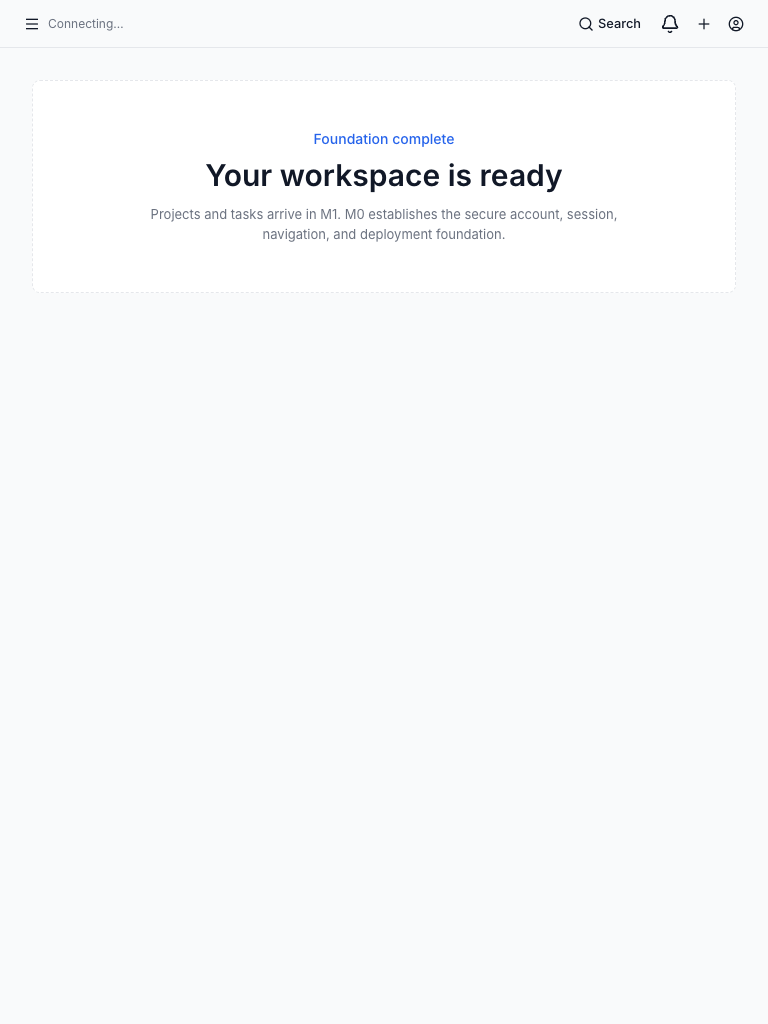 Connecting...
Search
Foundation complete
Your workspace is ready
Projects and tasks arrive in M1. M0 establishes the secure account, session,
navigation, and deployment foundation.